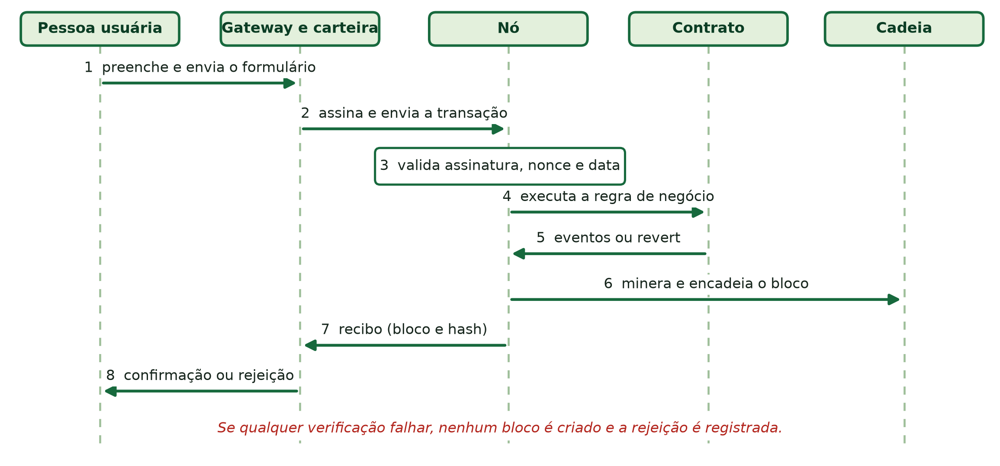 Pessoa usuária
Gateway e carteira
Nó
Contrato
Cadeia
1 preenche e envia o formulário
2 assina e envia a transação
3 valida assinatura, nonce e data
4 executa a regra de negócio
5 eventos ou revert
6 minera e encadeia o bloco
7 recibo (bloco e hash)
8 confirmação ou rejeição
Se qualquer verificação falhar, nenhum bloco é criado e a rejeição é registrada.